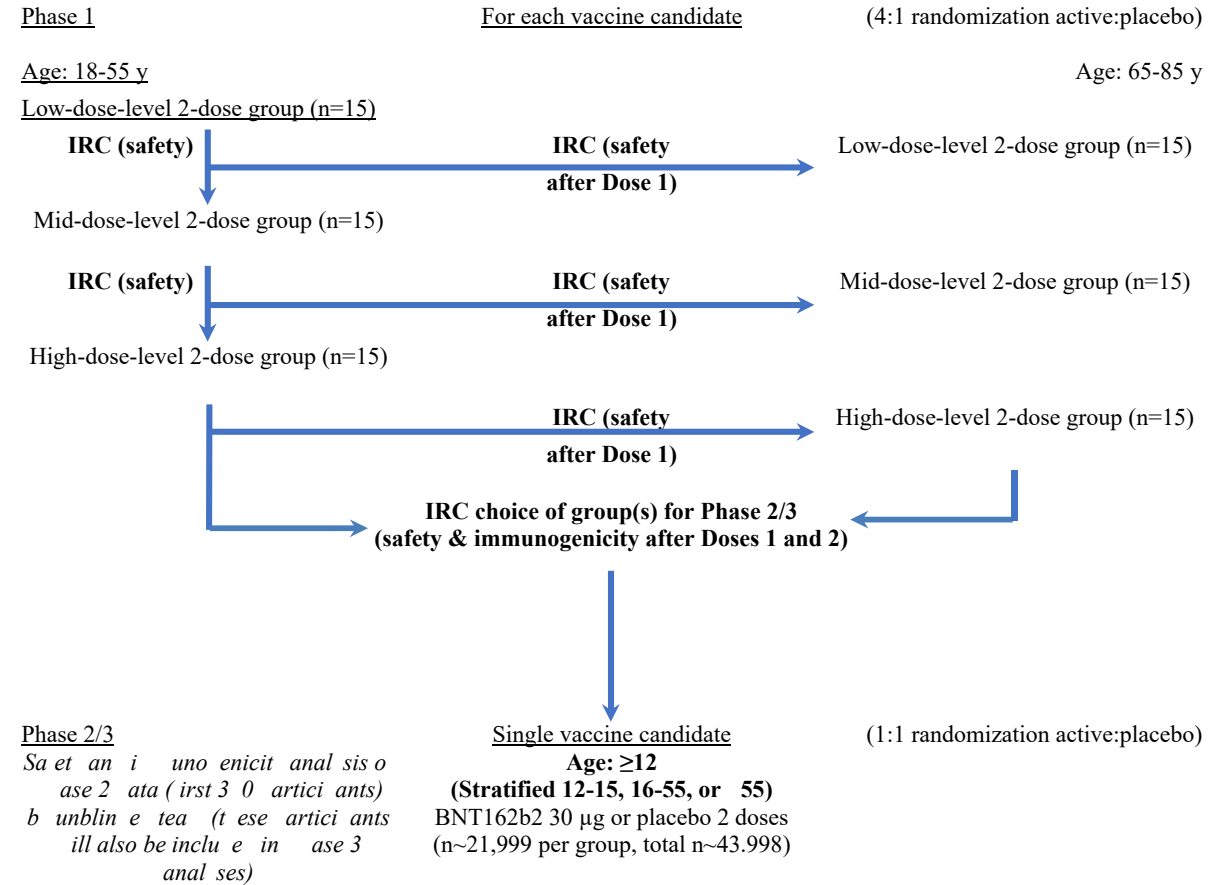 Phase 1 For each vaccine candidate (4:1 randomization active:placebo)
Age: 18-55 y Age: 65-85 y
Low-dose-level 2-dose group (n=15)
IRC (safety) IRC (safety Low-dose-level 2-dose group (n=15)
after Dose 1)
Mid-dose-level 2-dose group (n=15)
IRC (safety) IRC (safety Mid-dose-level 2-dose group (n=15)
after Dose 1)
High-dose-level 2-dose group (n=15)
IRC (safety High-dose-level 2-dose group (n=15)
after Dose 1)
IRC choice of group(s) for Phase 2/3
(safety & immunogenicity after Doses 1 and 2)
Phase 2/3 Single vaccine candidate (1:1 randomization active:placebo)
Age: ≥12
(Stratified 12-15, 16-55, or 55)
BNT162b2 30 µg or placebo 2 doses
(n~21,999 per group, total n~43.998)
also be in